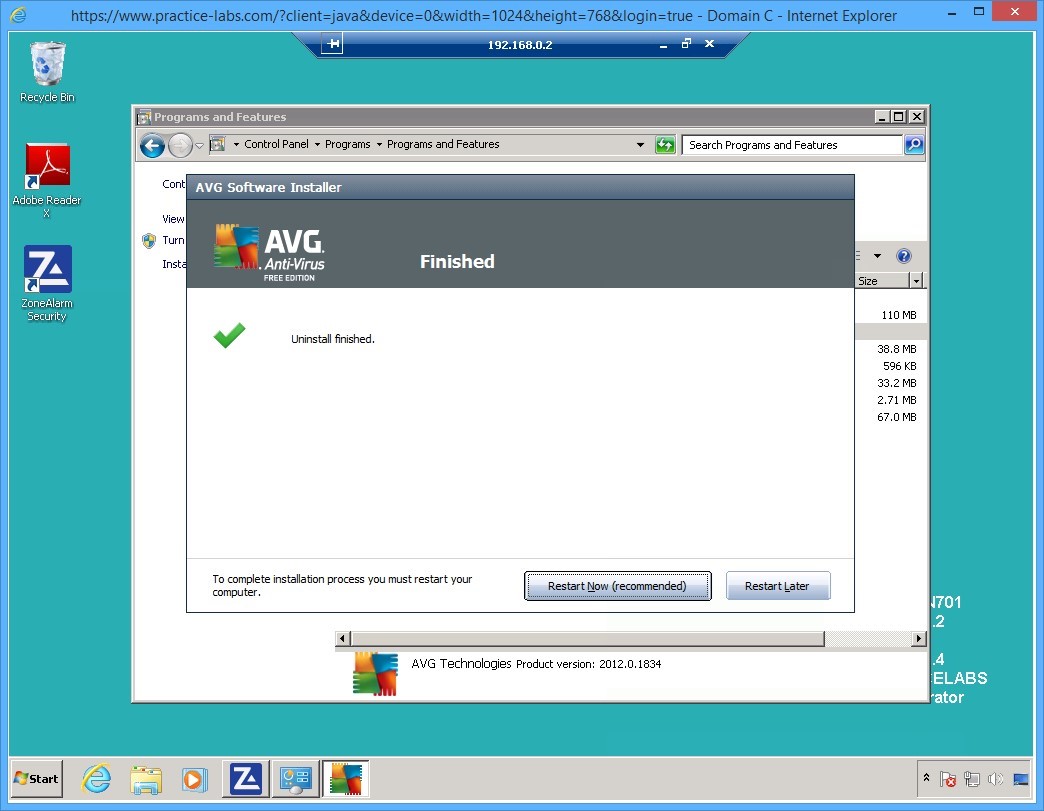 https://www.practice-labs.com/?client=java&device=0&width=1024&height=768&login=true - Domain C - Internet Explorer
192.168.0.2
Recycle Bin
Adobe Reader
X
ZoneAlarm
Security
Programs and Features
Control Panel
Programs
Programs and Features
Search Programs and Features
Cont
View
Turn
Insta
AVG Software Installer
AVG.
Anti-Virus
FREE EDITION
Finished
Uninstall finished.
Size
110 MB
38.8 MB
596 KB
33.2 MB
2.71 MB
67.0 MB
To complete installation process you must restart your
computer.
Restart Now (recommended)
Restart Later
AVG Technologies Product version: 2012.0.1834
N701
.2
.4
ELABS
rator
Start